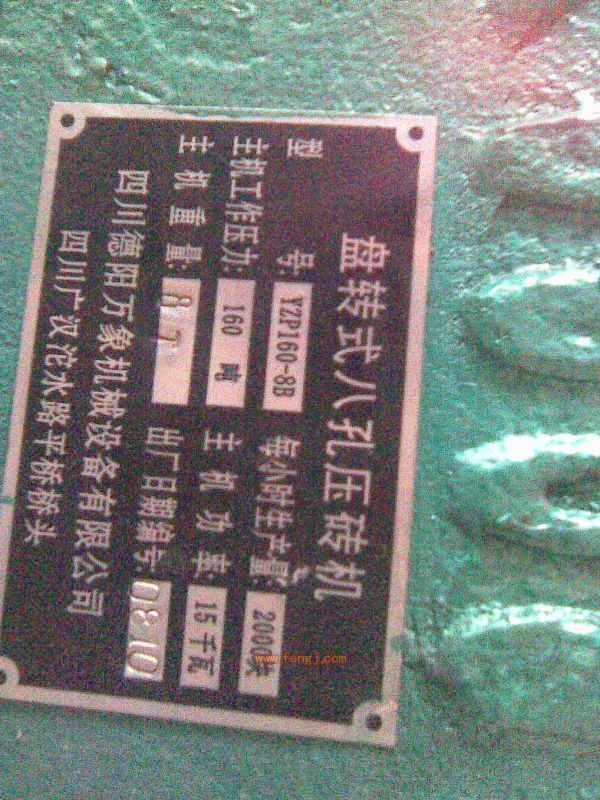 盘转式八孔压砖机
型号: Y2P160-8B 每小时生产量: 2000块
主机工作压力: 160 吨 主机功率: 15千瓦
主机重量: 8T 出厂日期编号: 08.10
四川德阳万象机械设备有限公司
四川广汉沱水路平桥桥头
www.fengj.com